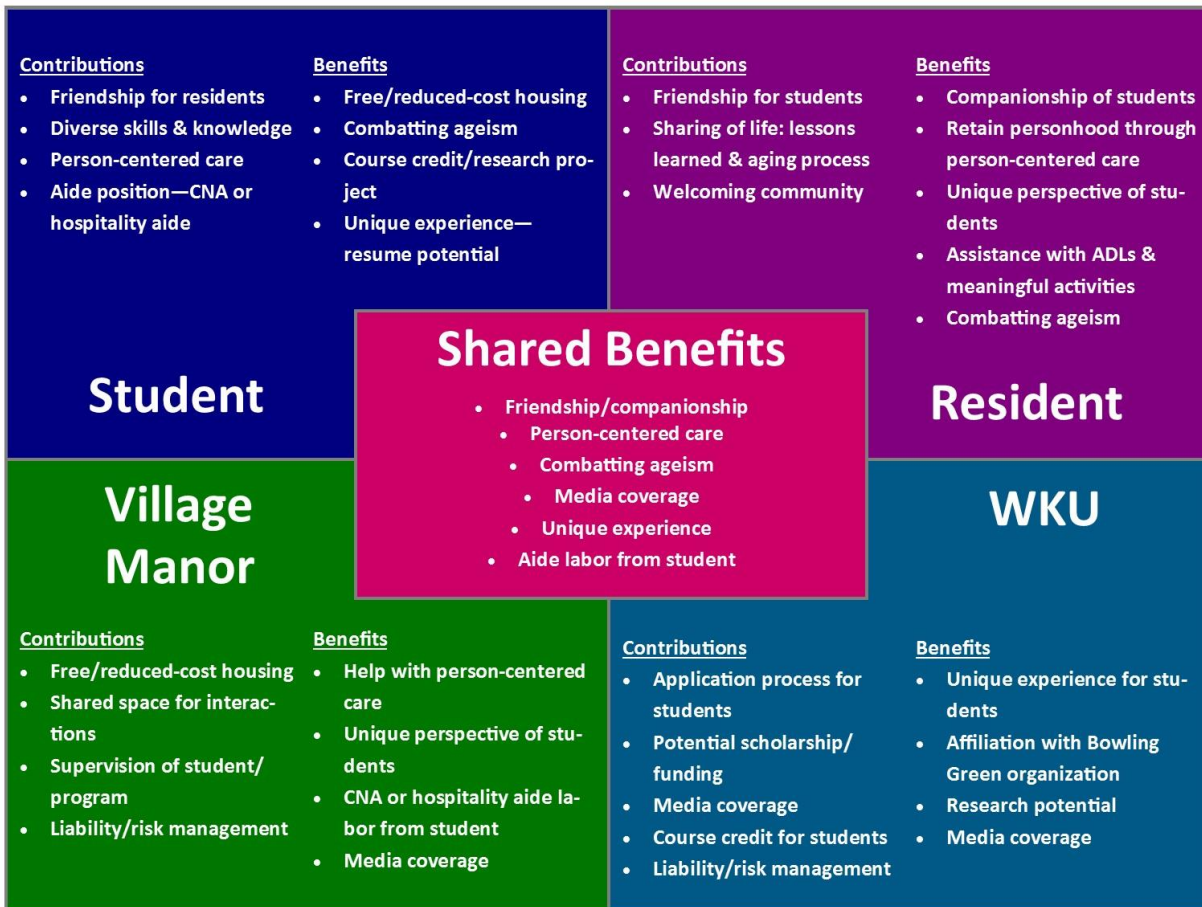 Contributions
• Friendship for residents
• Diverse skills & knowledge
• Person-centered care
• Aide position—CNA or
hospitality aide
Benefits
• Free/reduced-cost housing
• Combatting ageism
• Course credit/research pro-
ject
• Unique experience—
resume potential
Student
Contributions
• Friendship for students
• Sharing of life: lessons
learned & aging process
• Welcoming community
Benefits
• Companionship of students
• Retain personhood through
person-centered care
• Unique perspective of stu-
dents
• Assistance with ADLs &
meaningful activities
• Combatting ageism
Resident
Shared Benefits
• Friendship/companionship
• Person-centered care
• Combatting ageism
• Media coverage
• Unique experience
• Aide labor from student
Village
Manor
Contributions
• Free/reduced-cost housing
• Shared space for interac-
tions
• Supervision of student/
program
• Liability/risk management
Benefits
• Help with person-centered
care
• Unique perspective of stu-
dents
• CNA or hospitality aide la-
bor from student
• Media coverage
WKU
Contributions
• Application process for
students
• Potential scholarship/
funding
• Media coverage
• Course credit for students
• Liability/risk management
Benefits
• Unique experience for stu-
dents
• Affiliation with Bowling
Green organization
• Research potential
• Media coverage